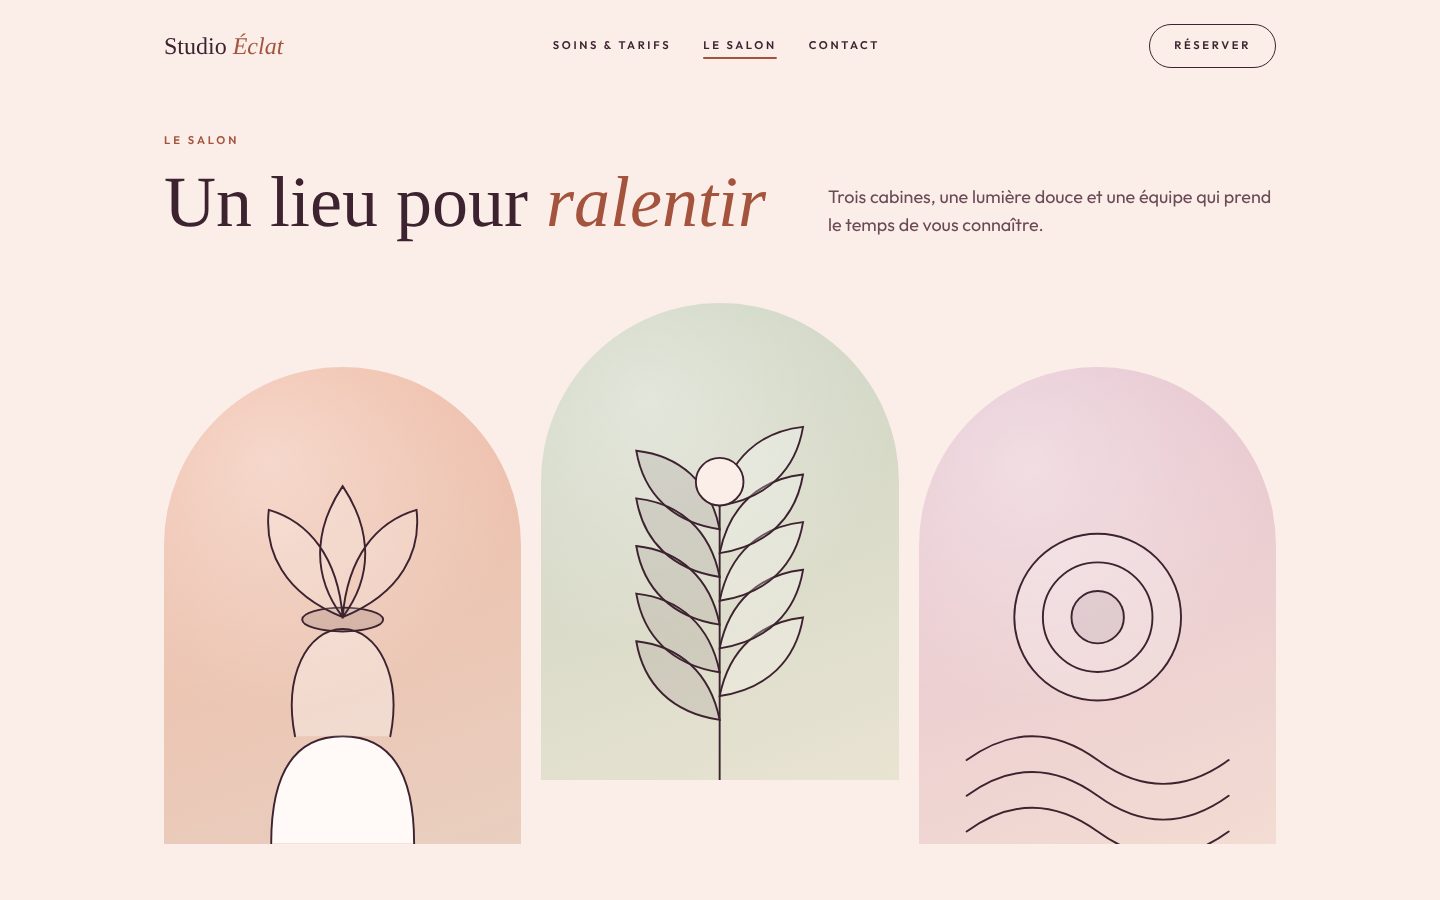 Studio Éclat
SOINS & TARIFS
LE SALON
CONTACT
RÉSERVER
LE SALON
Un lieu pour ralentir
Trois cabines, une lumière douce et une équipe qui prend
le temps de vous connaître.